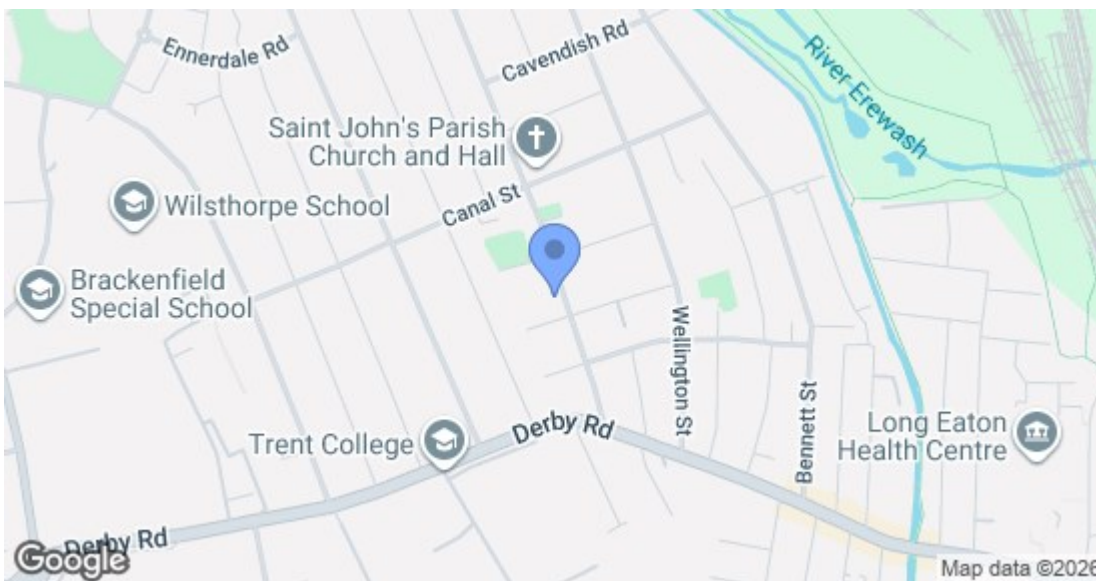 Ennerdale Rd
Cavendish Rd
River Erewash
Saint John's Parish
Church and Hall
Wilsthorpe School
Canal St
Brackenfield
Special School
Wellington St
Bennett St
Trent College
Derby Rd
Long Eaton
Health Centre
Derby Rd
Google
Map data ©2026